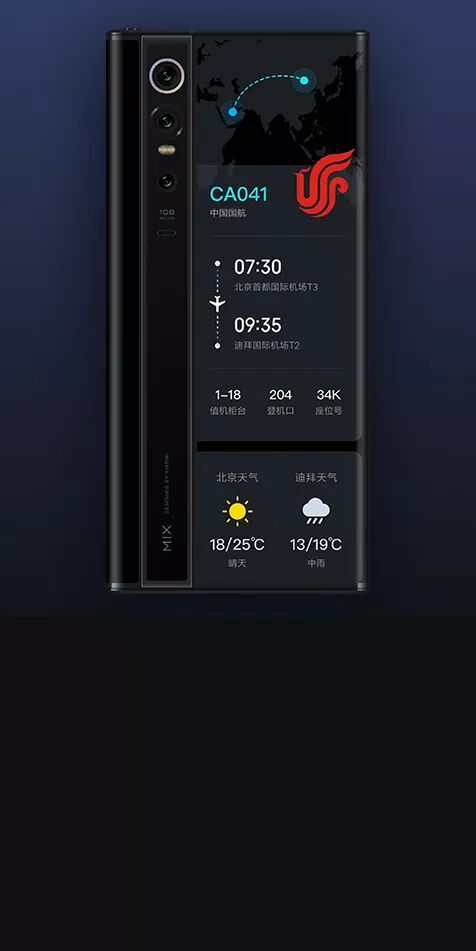 CA041
中国国航
07:30
北京首都国际机场T3
09:35
迪拜国际机场T2
1-18 204 34K
值机柜台 登机口 座位号
北京天气 迪拜天气
18/25℃ 13/19℃
晴天 中雨
108
MIX
DESIGNED BY XIAOMI